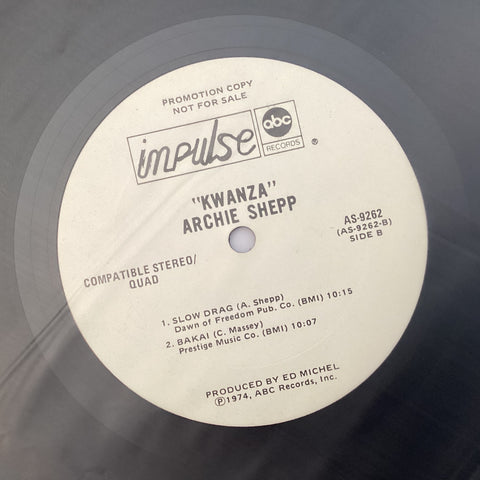 PROMOTION COPY
NOT FOR SALE
impulse
abc
RECORDS
®
"KWANZA"
ARCHIE SHEPP
AS-9262
(AS-9262-B)
SIDE B
COMPATIBLE STEREO/
QUAD
1. SLOW DRAG (A. Shepp)
Dawn of Freedom Pub. Co. (BMI) 10:15
2. BAKAI (C. Massey)
Prestige Music Co. (BMI) 10:07
PRODUCED BY ED MICHEL
℗1974, ABC Records, Inc.